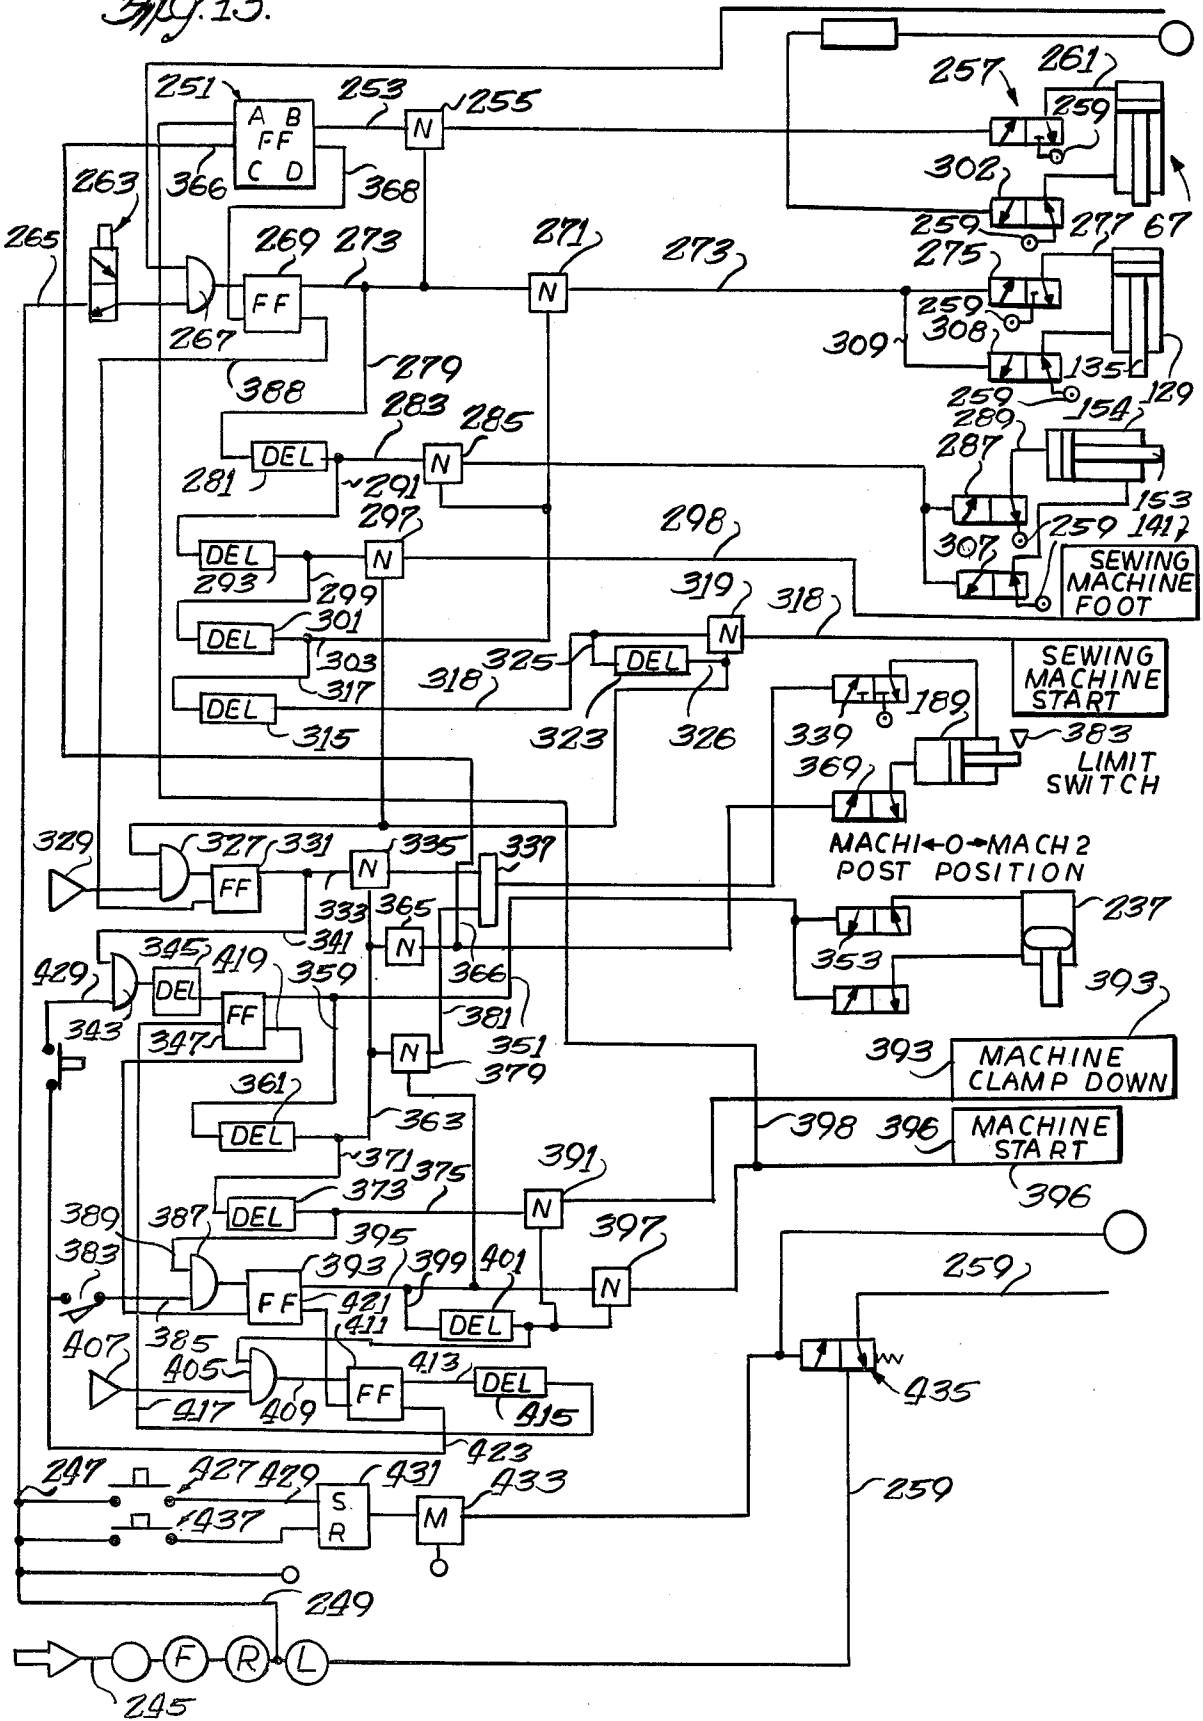 Fig. 13.
251
253
255
257
261
259
A B
FF
C D
N
366
368
302
263
259
277
67
265
269
273
271
273
275
FF
N
259
308
267
309
135
129
388
279
259
154
283
285
289
287
DEL
N
281
291
153
297
298
259
141
307
DEL
N
293
299
SEWING
MACHINE
FOOT
319
318
301
DEL
N
303
325
DEL
SEWING
MACHINE
START
317
318
DEL
315
323
326
339
189
383
369
LIMIT
SWITCH
329
327
331
335
337
MACH1←O→MACH 2
POST POSITION
N
FF
333
365
237
341
N
353
345
419
359
366
429
DEL
393
FF
381
343
347
N
351
379
393
MACHINE
CLAMP DOWN
361
DEL
363
398
396
MACHINE
START
371
391
396
373
375
DEL
N
389
387
397
383
395
399
401
259
393
N
FF
421
DEL
385
411
407
405
413
FF
DEL
435
417
409
415
423
247
427
429
431
433
259
S
R
M
437
249
F R L
245